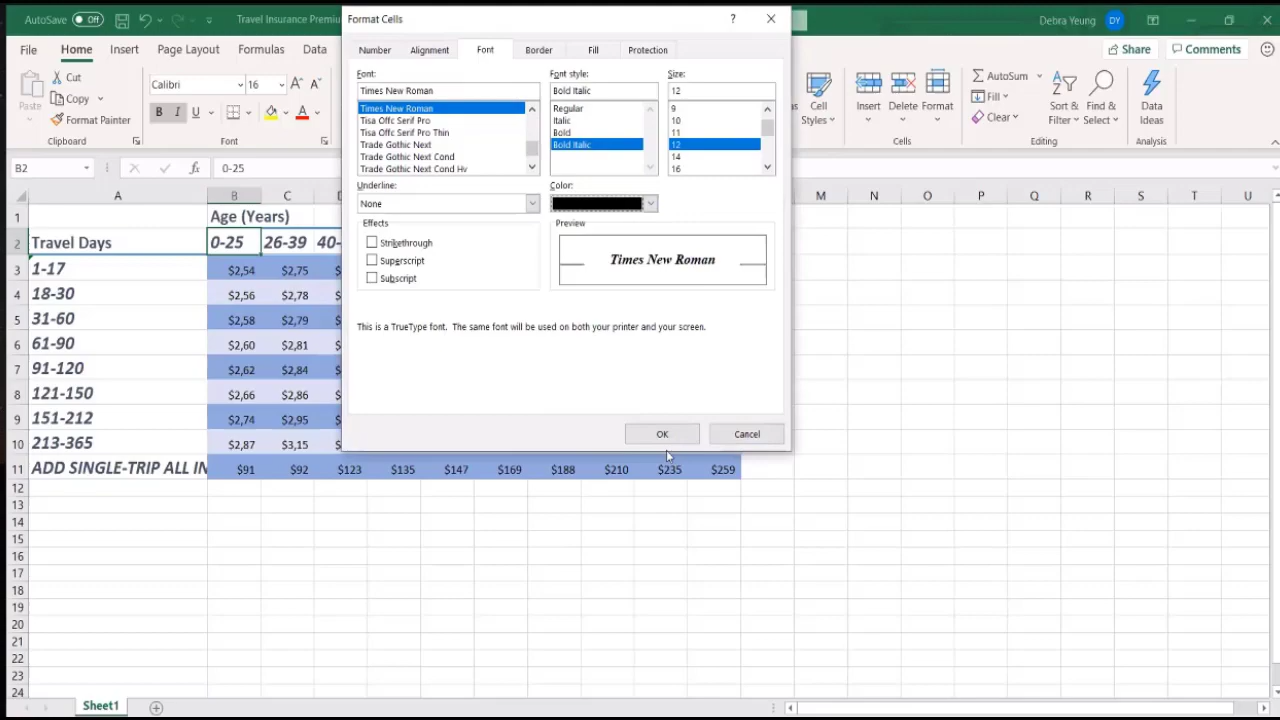 AutoSave Off Travel Insurance Premiu Debra Yeung DY
Format Cells ?
File Home Insert Page Layout Formulas Data Share Comments
Number Alignment Font Border Fill Protection
Paste
Cut
Copy
Format Painter
Calibri 16 A A
B I U A
Font:
Times New Roman
Times New Roman
Tisa Offc Serif Pro
Tisa Offc Serif Pro Thin
Trade Gothic Next
Trade Gothic Next Cond
Trade Gothic Next Cond Hv
Font style:
Bold Italic
Regular
Italic
Bold
Bold Italic
Size:
12
9
10
11
12
14
16
Cell Styles
Insert Delete Format
AutoSum
Fill
Clear
Sort & Filter
Find & Select
Data Ideas
Clipboard Font Cells Editing Analysis
B2 fx 0-25
Underline:
None
Color:
Effects
Strikethrough
Superscript
Subscript
Preview
Times New Roman
This is a TrueType font. The same font will be used on both your printer and your screen.
OK Cancel
A B C D M N O P Q R S T U
1 Age (Years)
2 Travel Days 0-25 26-39 40-
3 1-17 $2,54 $2,75 $
4 18-30 $2,56 $2,78 $
5 31-60 $2,58 $2,79 $
6 61-90 $2,60 $2,81 $
7 91-120 $2,62 $2,84 $
8 121-150 $2,66 $2,86 $
9 151-212 $2,74 $2,95 $
10 213-365 $2,87 $3,15 $
11 ADD SINGLE-TRIP ALL IN $91 $92 $123 $135 $147 $169 $188 $210 $235 $259
12
13
14
15
16
17
18
19
20
21
22
23
24
Sheet1